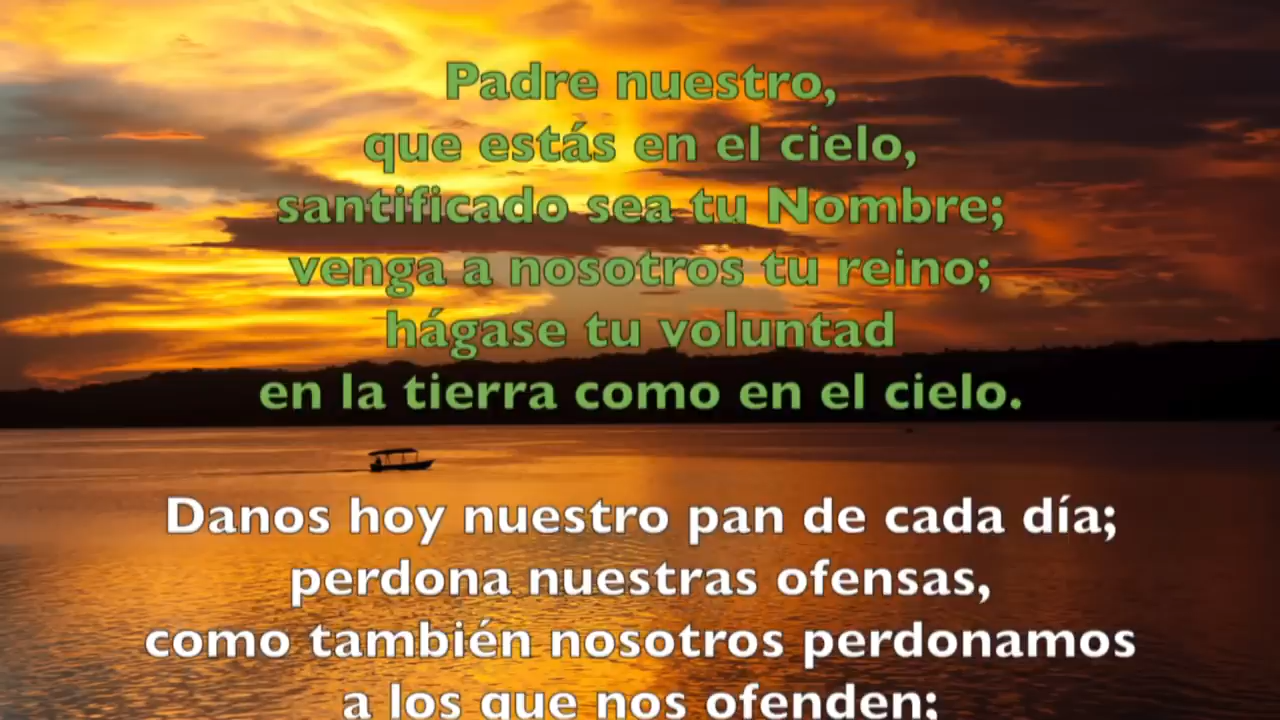 Padre nuestro,
que estás en el cielo,
santificado sea tu Nombre;
venga a nosotros tu reino;
hágase tu voluntad
en la tierra como en el cielo.
Danos hoy nuestro pan de cada día;
perdona nuestras ofensas,
como también nosotros perdonamos
a los que nos ofenden;